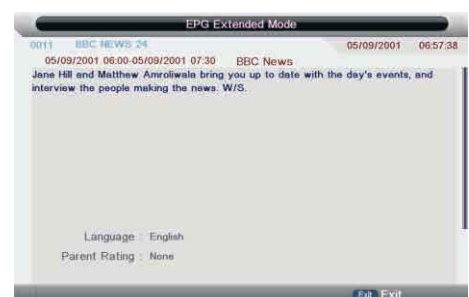 EPG Extended Mode
0011 BBC NEWS 24 05/09/2001 06:57:38
05/09/2001 06:00-05/09/2001 07:30 BBC News
Jane Hill and Matthew Amroliwala bring you up to date with the day's events, and
interview the people making the news. W/S.
Language : English
Parent Rating : None
Exit Exit